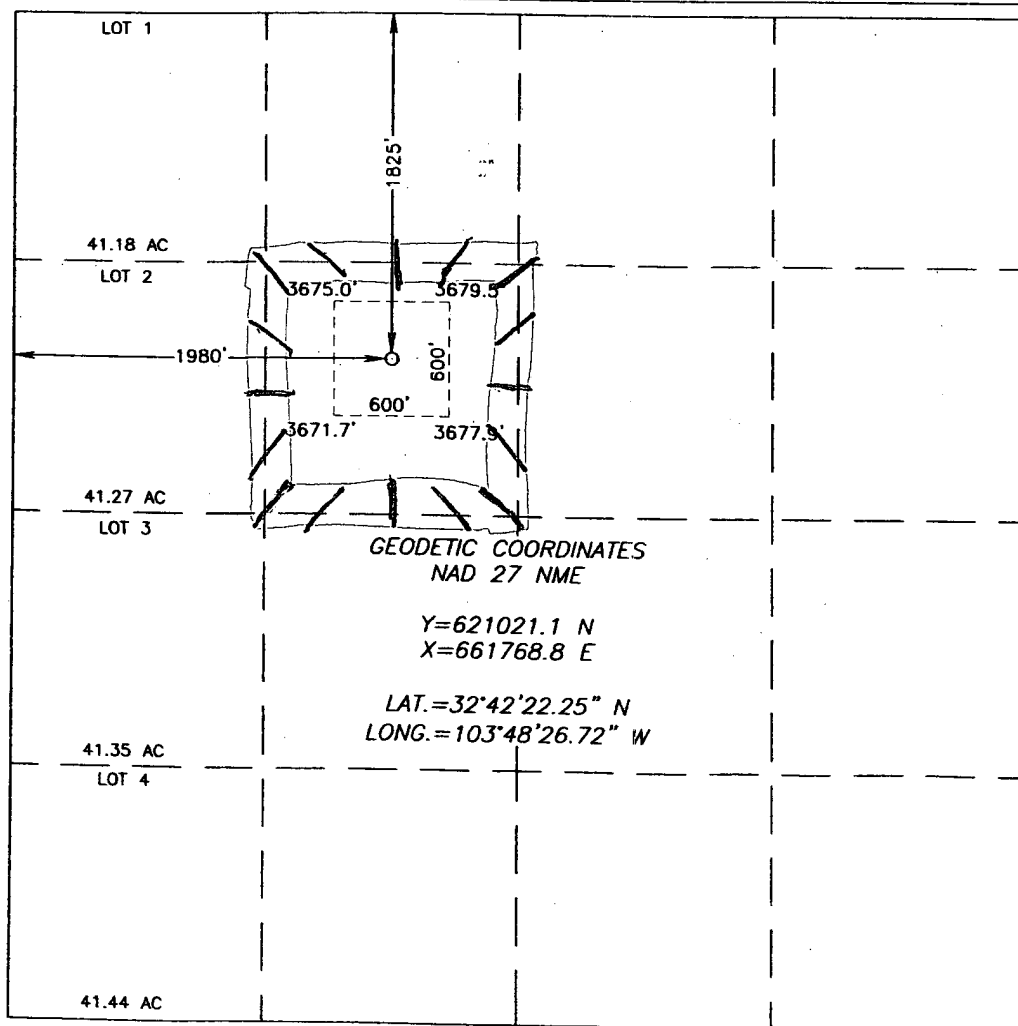 LOT 1
1825'
41.18 AC
LOT 2
3675.0' 3679.5'
1980'
600'
600'
3671.7' 3677.9'
41.27 AC
LOT 3
GEODETIC COORDINATES
NAD 27 NME
Y=621021.1 N
X=661768.8 E
LAT.=32°42'22.25" N
LONG.=103°48'26.72" W
41.35 AC
LOT 4
41.44 AC